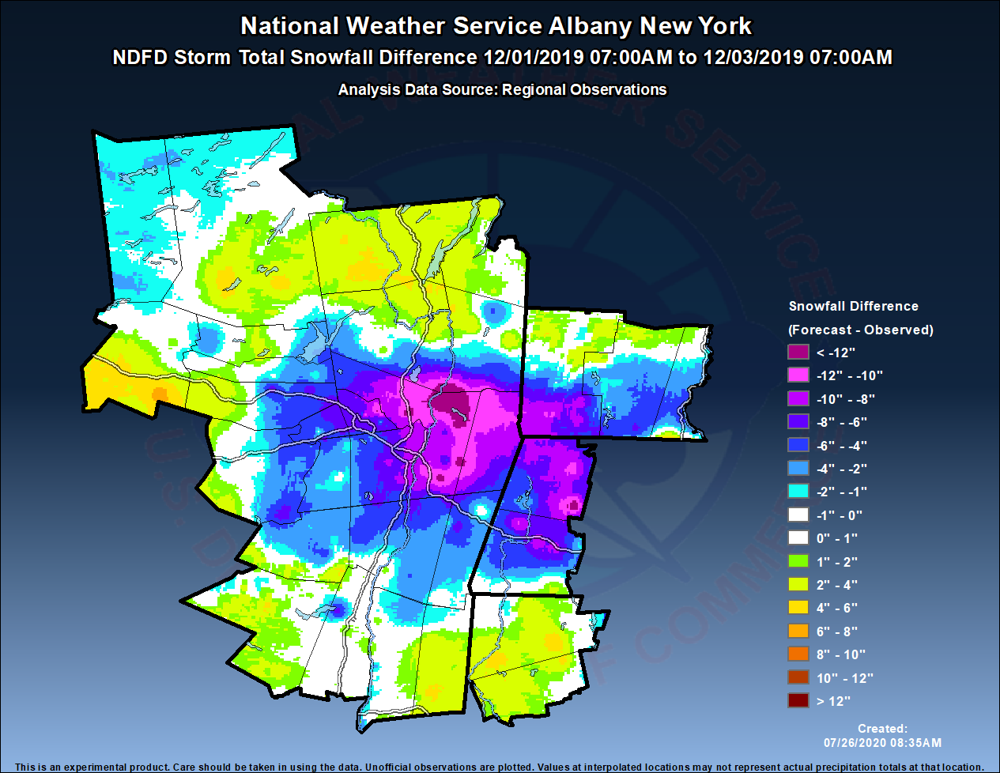 National Weather Service Albany New York
NDFD Storm Total Snowfall Difference 12/01/2019 07:00AM to 12/03/2019 07:00AM
Analysis Data Source: Regional Observations
Snowfall Difference
(Forecast - Observed)
< -12"
-12" - -10"
-10" - -8"
-8" - -6"
-6" - -4"
-4" - -2"
-2" - -1"
-1" - 0"
0" - 1"
1" - 2"
2" - 4"
4" - 6"
6" - 8"
8" - 10"
10" - 12"
> 12"
Created:
07/26/2020 08:35AM
This is an experimental product. Care should be taken in using the data. Unofficial observations are plotted. Values at interpolated locations may not represent actual precipitation totals at that location.